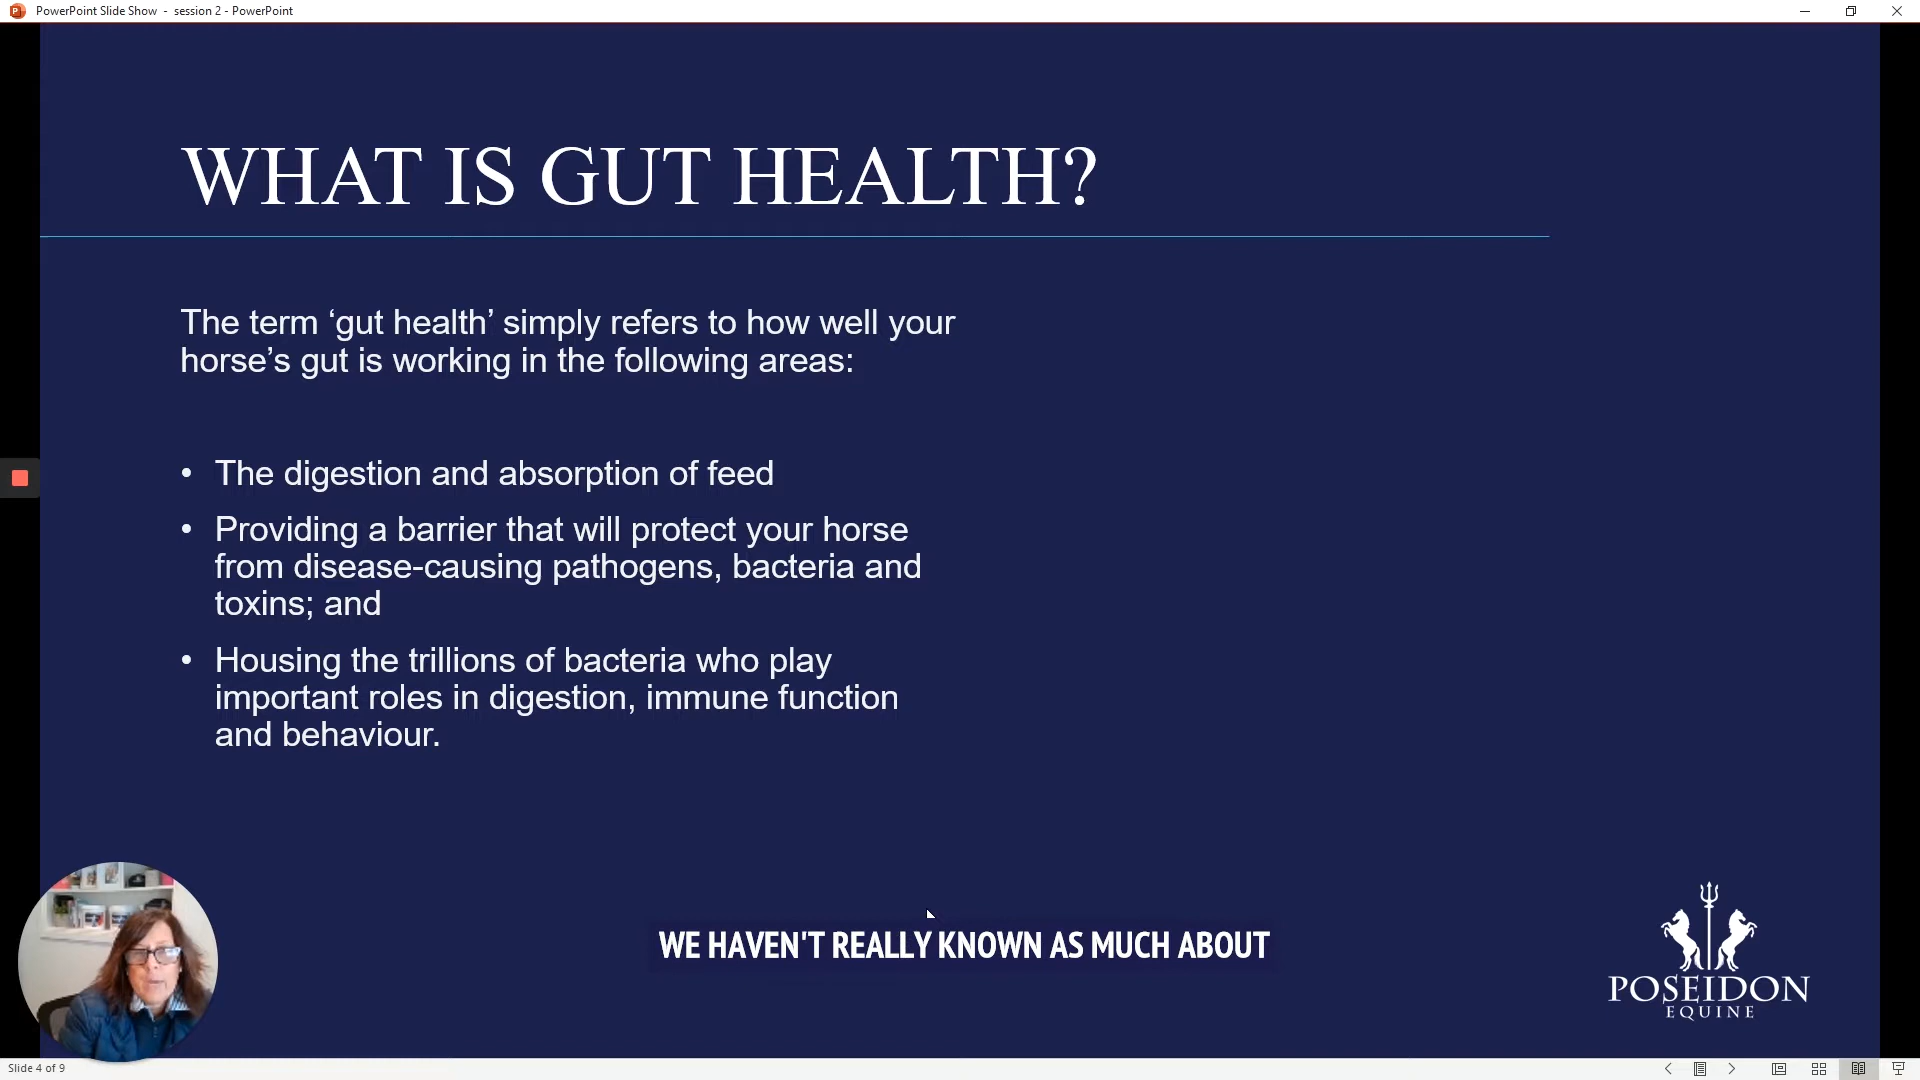 PowerPoint Slide Show - session 2 - PowerPoint
WHAT IS GUT HEALTH?
The term ‘gut health’ simply refers to how well your
horse’s gut is working in the following areas:
• The digestion and absorption of feed
• Providing a barrier that will protect your horse
from disease-causing pathogens, bacteria and
toxins; and
• Housing the trillions of bacteria who play
important roles in digestion, immune function
and behaviour.
WE HAVEN'T REALLY KNOWN AS MUCH ABOUT
POSEIDON
EQUINE
Slide 4 of 9